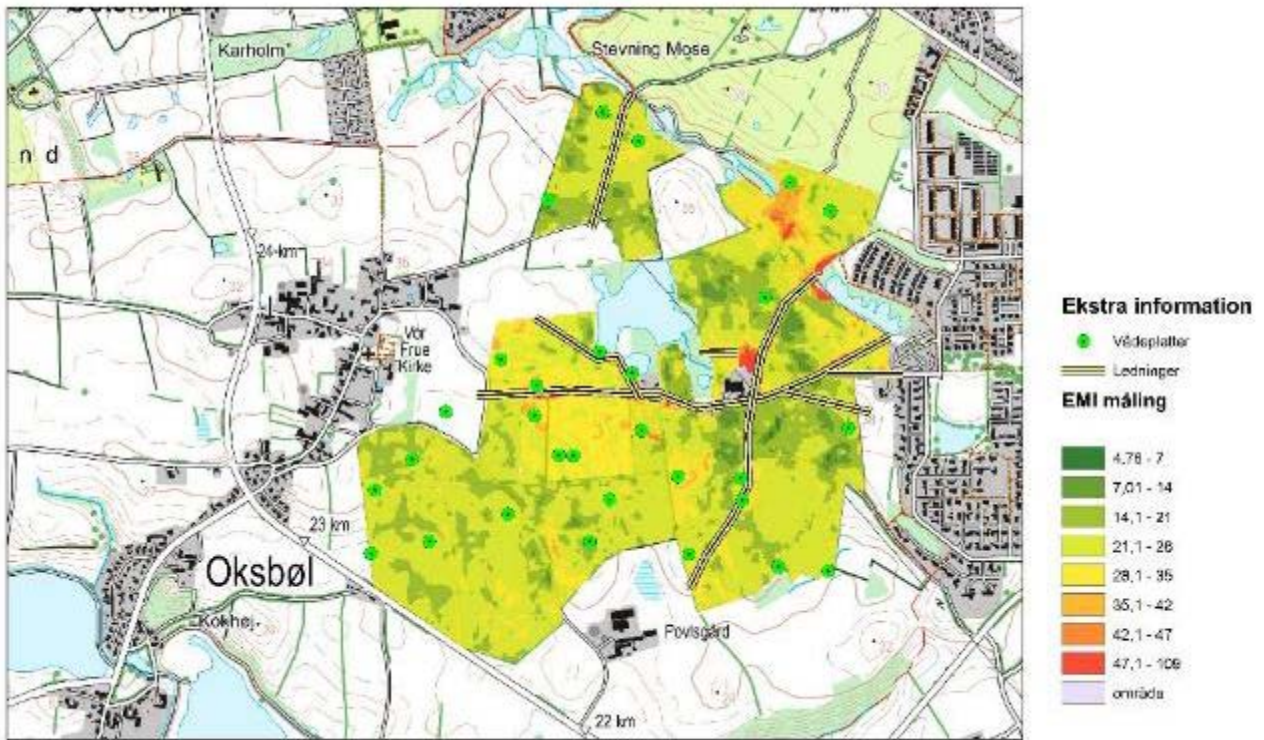 Karholm
Stevning Mose
n d
24 km
Vor
Frue
Kirke
23 km
Oksbøl
Kokhøj
Povlsgård
22 km
Ekstra information
Vådepletter
Ledninger
EMI måling
4,76 - 7
7,01 - 14
14,1 - 21
21,1 - 28
28,1 - 35
35,1 - 42
42,1 - 47
47,1 - 109
område